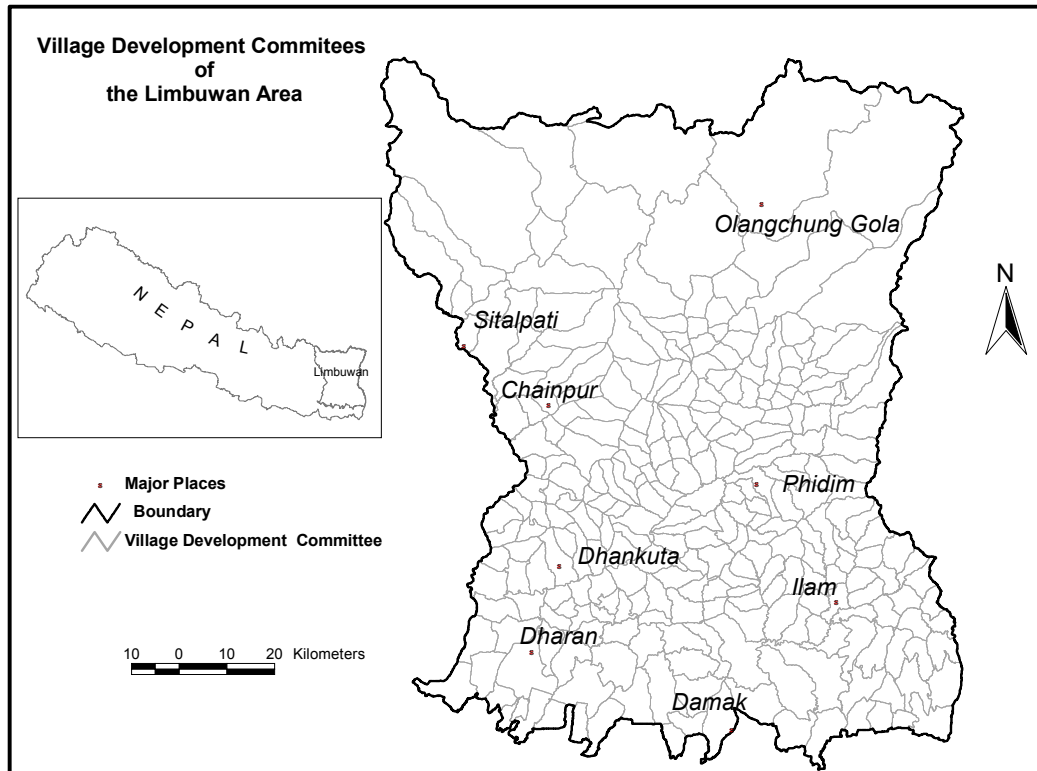 Village Development Commitees
of
the Limbuwan Area
N E P A L
Limbuwan
Major Places
Boundary
Village Development Committee
10 0 10 20 Kilometers
Olangchung Gola
N
Sitalpati
Chainpur
Phidim
Dhankuta
Ilam
Dharan
Damak